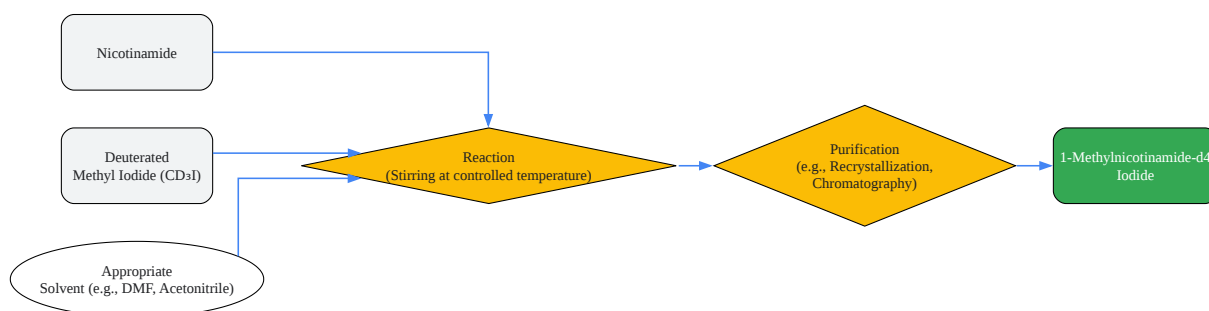 Nicotinamide
Deuterated
Methyl Iodide (CD₃I)
Appropriate
Solvent (e.g., DMF, Acetonitrile)
Reaction
(Stirring at controlled temperature)
Purification
(e.g., Recrystallization,
Chromatography)
1-Methylnicotinamide-d4
Iodide